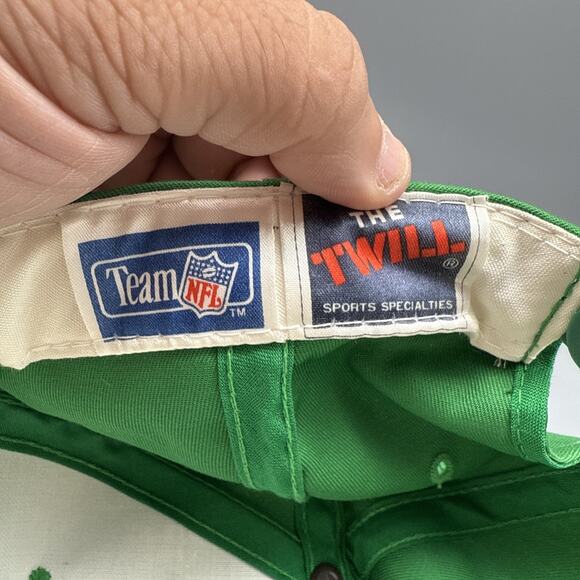 Team NFL TM
THE
TWILL ®
SPORTS SPECIALTIES